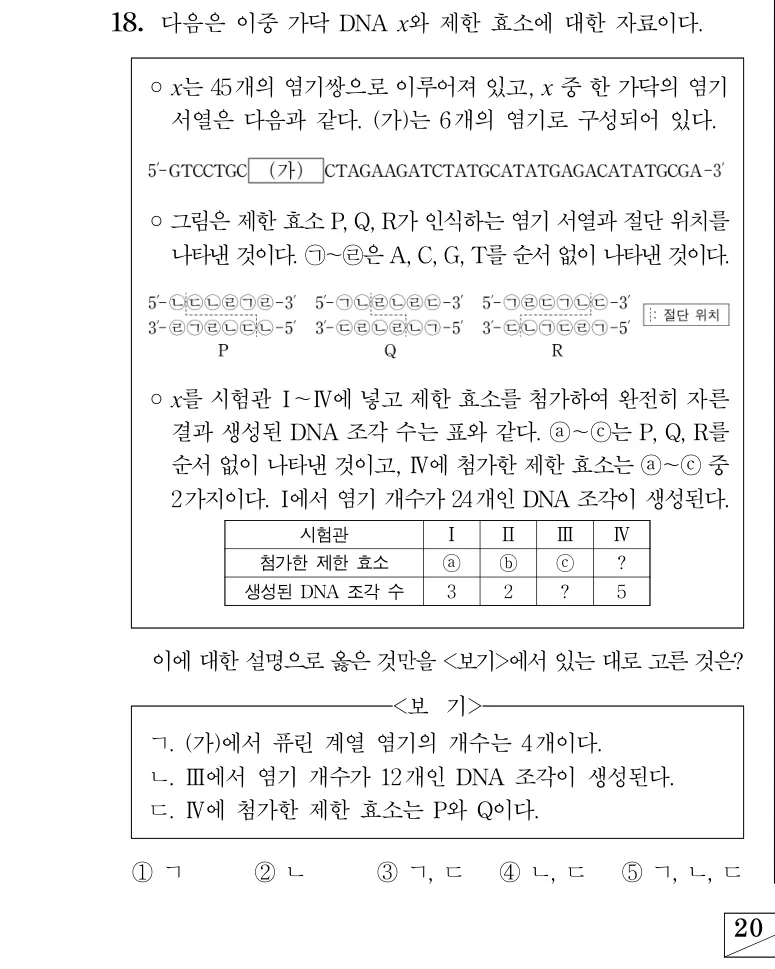 18. 다음은 이중 가닥 DNA x와 제한 효소에 대한 자료이다.
○ x는 45개의 염기쌍으로 이루어져 있고, x 중 한 가닥의 염기
서열은 다음과 같다. (가)는 6개의 염기로 구성되어 있다.
5′-GTCCTGC (가) CTAGAAGATCTATGCATATGAGACATATGCGA-3′
○ 그림은 제한 효소 P, Q, R가 인식하는 염기 서열과 절단 위치를
나타낸 것이다. ㉠~㉣은 A, C, G, T를 순서 없이 나타낸 것이다.
5′-㉡㉢㉡㉣㉠㉣-3′ 5′-㉠㉡㉣㉡㉣㉢-3′ 5′-㉠㉣㉢㉠㉡㉢-3′
3′-㉣㉠㉣㉡㉢㉡-5′ 3′-㉢㉣㉡㉣㉡㉠-5′ 3′-㉢㉡㉠㉢㉣㉠-5′
절단 위치
P Q R
○ x를 시험관 Ⅰ~Ⅳ에 넣고 제한 효소를 첨가하여 완전히 자른
결과 생성된 DNA 조각 수는 표와 같다. ⓐ~ⓒ는 P, Q, R를
순서 없이 나타낸 것이고, Ⅳ에 첨가한 제한 효소는 ⓐ~ⓒ 중
2가지이다. Ⅰ에서 염기 개수가 24개인 DNA 조각이 생성된다.
시험관 Ⅰ Ⅱ Ⅲ Ⅳ
첨가한 제한 효소 ⓐ ⓑ ⓒ ?
생성된 DNA 조각 수 3 2 ? 5
이에 대한 설명으로 옳은 것만을 <보기>에서 있는 대로 고른 것은?
<보 기>
ㄱ. (가)에서 퓨린 계열 염기의 개수는 4개이다.
ㄴ. Ⅲ에서 염기 개수가 12개인 DNA 조각이 생성된다.
ㄷ. Ⅳ에 첨가한 제한 효소는 P와 Q이다.
① ㄱ ② ㄴ ③ ㄱ, ㄷ ④ ㄴ, ㄷ ⑤ ㄱ, ㄴ, ㄷ
20